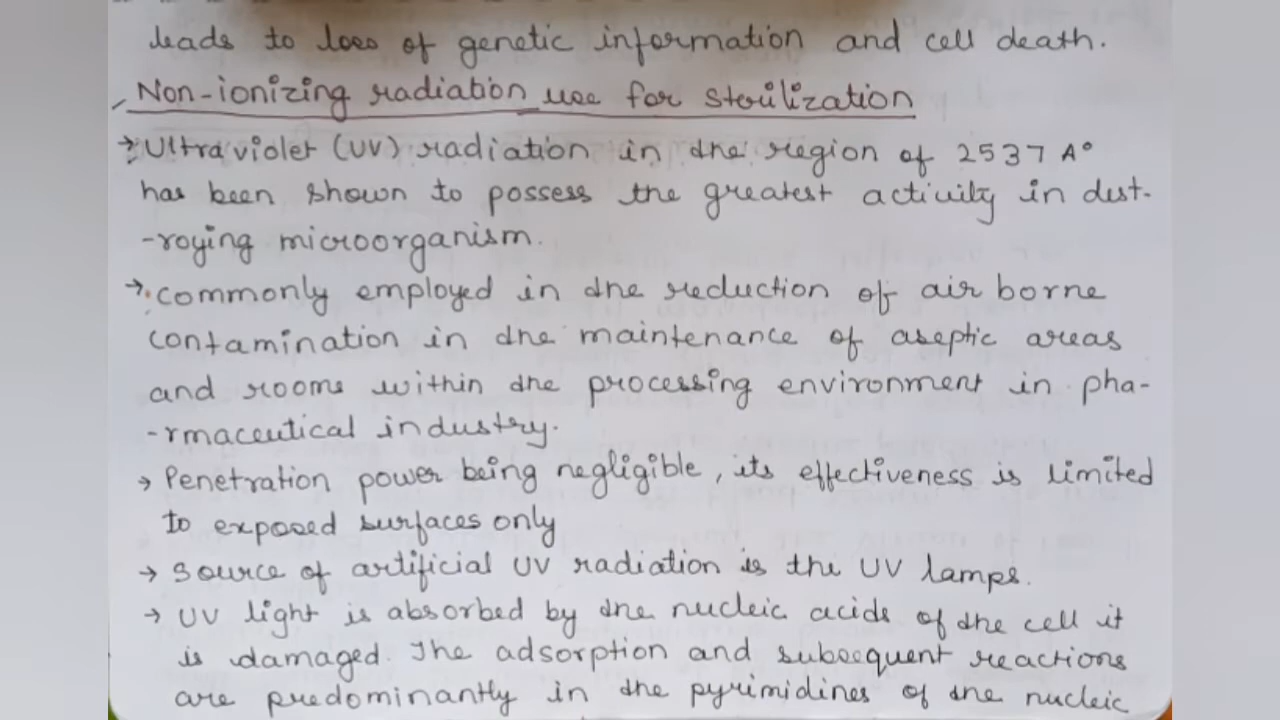 leads to loss of genetic information and cell death.
Non-ionizing radiation use for sterilization
→ Ultraviolet (UV) radiation in the region of 2537 A°
has been shown to possess the greatest activity in dest-
-roying microorganism.
→ commonly employed in the reduction of air borne
contamination in the maintenance of aseptic areas
and rooms within the processing environment in pha-
-rmaceutical industry.
→ Penetration power being negligible, its effectiveness is limited
to exposed surfaces only
→ Source of artificial UV radiation is the UV lamps.
→ UV light is absorbed by the nucleic acids of the cell it
is damaged. The adsorption and subsequent reactions
are predominantly in the pyrimidines of the nucleic